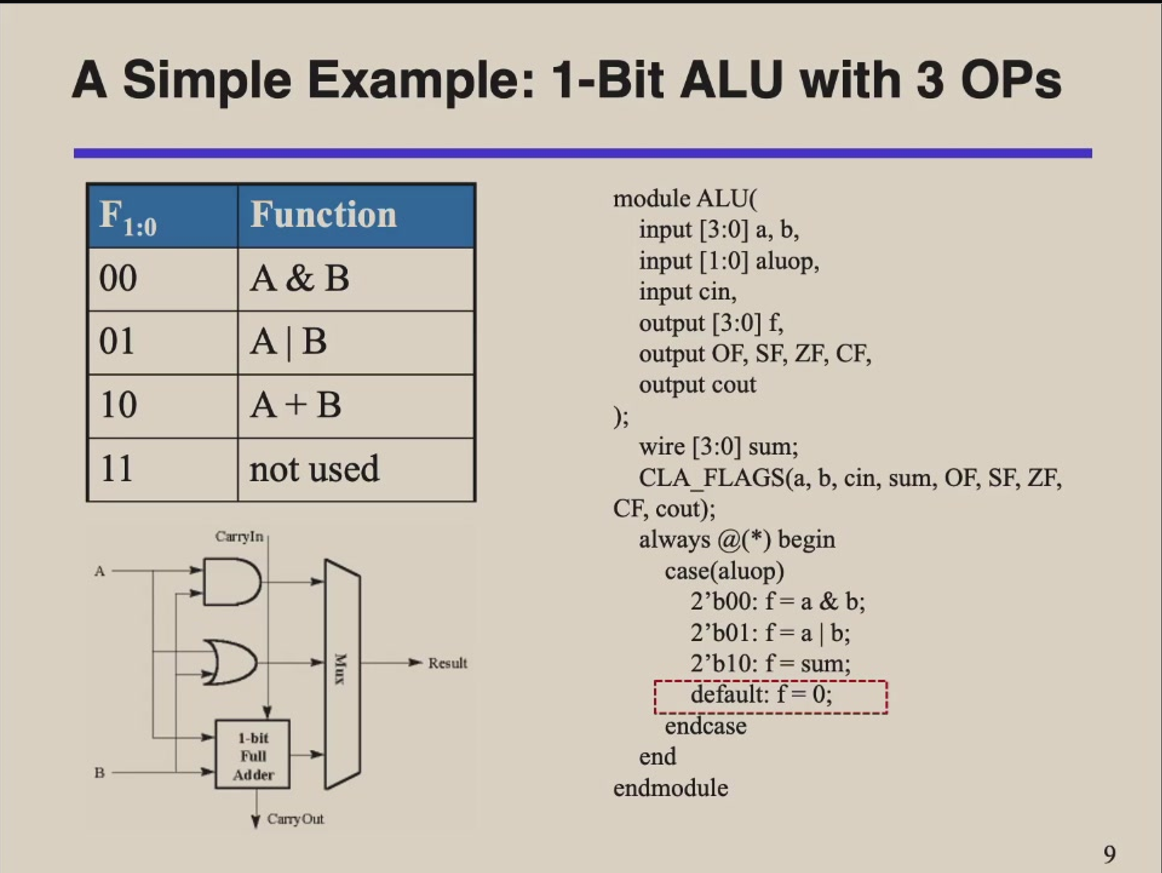 A Simple Example: 1-Bit ALU with 3 OPs
F1:0 Function
00 A & B
01 A | B
10 A + B
11 not used
CarryIn
A
Mux
Result
1-bit
Full
Adder
B
CarryOut
module ALU(
input [3:0] a, b,
input [1:0] aluop,
input cin,
output [3:0] f,
output OF, SF, ZF, CF,
output cout
);
wire [3:0] sum;
CLA_FLAGS(a, b, cin, sum, OF, SF, ZF,
CF, cout);
always @(*) begin
case(aluop)
2’b00: f = a & b;
2’b01: f = a | b;
2’b10: f = sum;
default: f = 0;
endcase
end
endmodule
9